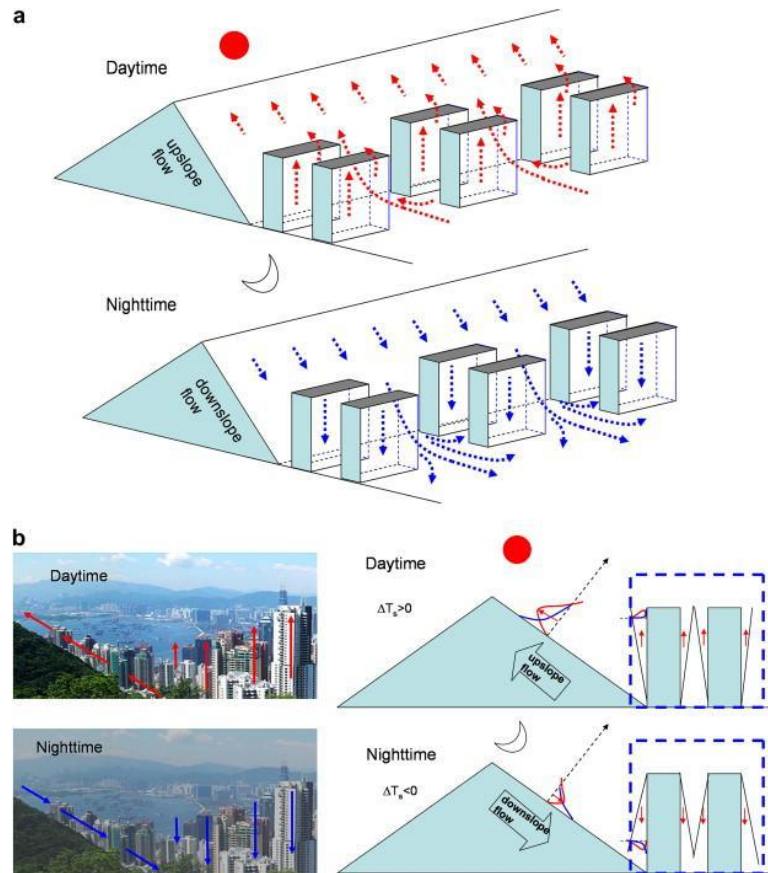 a
Daytime
upslope
flow
Nighttime
downslope
flow
b
Daytime
Nighttime
Daytime
ΔTs>0
upslope
flow
Nighttime
ΔTs<0
downslope
flow